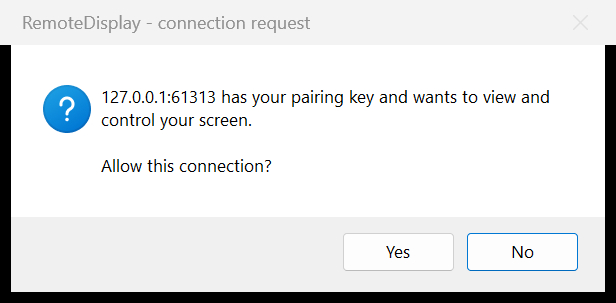 RemoteDisplay - connection request
127.0.0.1:61313 has your pairing key and wants to view and
control your screen.
Allow this connection?
Yes
No